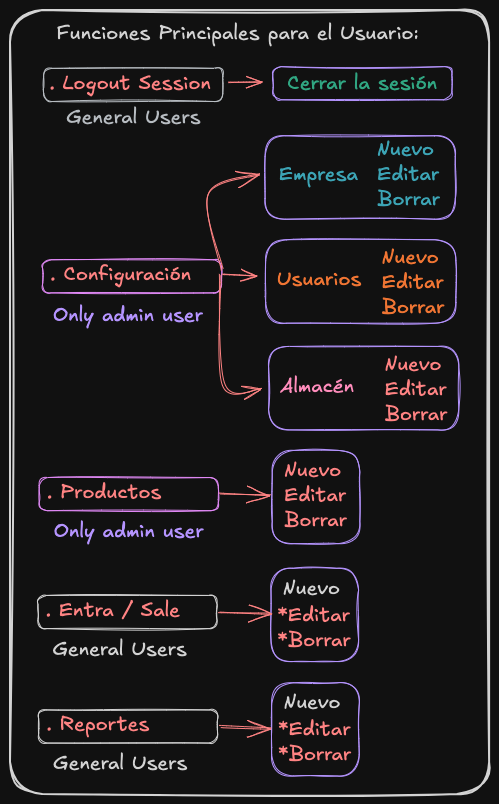 Funciones Principales para el Usuario:
. Logout Session
Cerrar la sesión
General Users
Empresa
Nuevo
Editar
Borrar
. Configuración
Only admin user
Usuarios
Nuevo
Editar
Borrar
Almacén
Nuevo
Editar
Borrar
. Productos
Only admin user
Nuevo
Editar
Borrar
. Entra / Sale
General Users
Nuevo
*Editar
*Borrar
. Reportes
General Users
Nuevo
*Editar
*Borrar